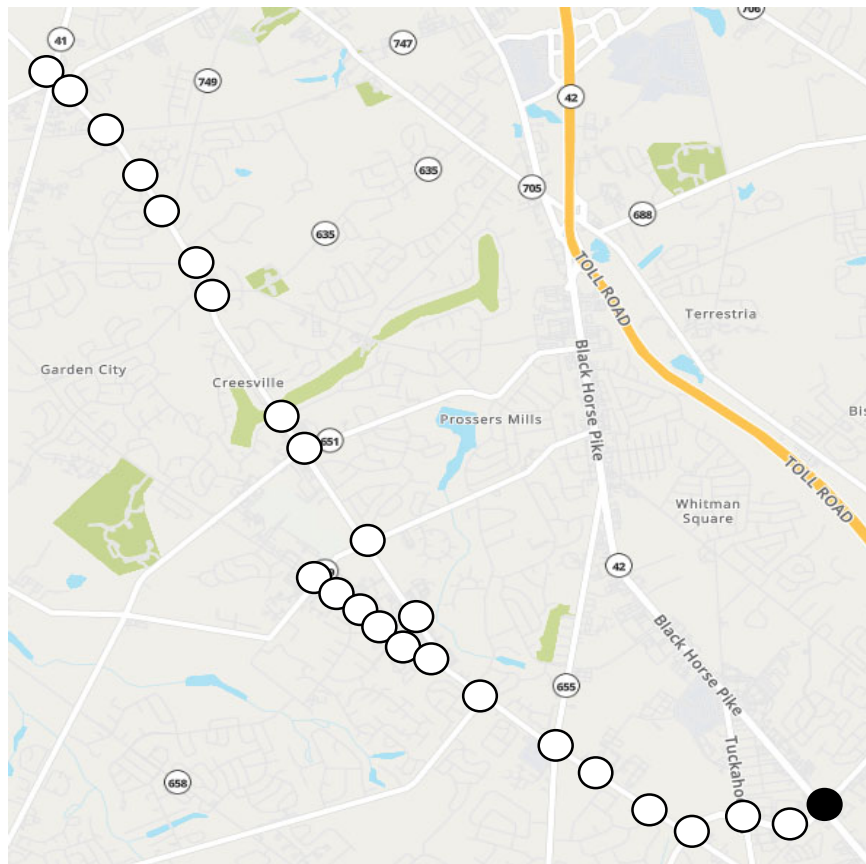 706
41
747
749
42
635
705
688
635
TOLL ROAD
Terrestria
Garden City
Creesville
Black Horse Pike
Prossers Mills
651
TOLL ROAD
Whitman
Square
42
Black Horse Pike
655
Tuckaho
658